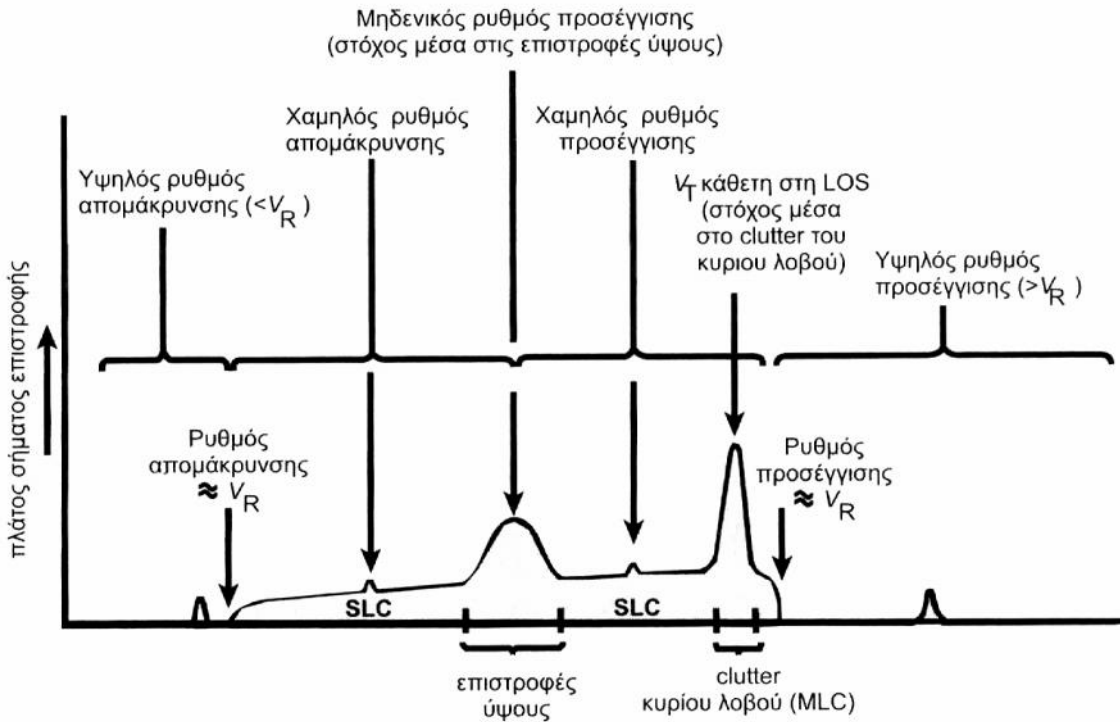 Μηδενικός ρυθμός προσέγγισης
(στόχος μέσα στις επιστροφές ύψους)
Χαμηλός ρυθμός
απομάκρυνσης
Χαμηλός ρυθμός
προσέγγισης
Υψηλός ρυθμός
απομάκρυνσης (<VR )
VT κάθετη στη LOS
(στόχος μέσα
στο clutter του
κυριου λοβού)
Υψηλός ρυθμός
προσέγγισης (>VR )
πλάτος σήματος επιστροφής
Ρυθμός
απομάκρυνσης
≈ VR
Ρυθμός
προσέγγισης
≈ VR
SLC
SLC
επιστροφές
ύψους
clutter
κυρίου λοβού (MLC)